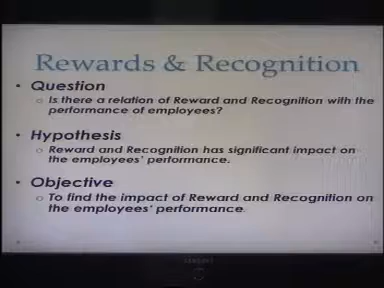 Rewards & Recognition
• Question
○ Is there a relation of Reward and Recognition with the
performance of employees?
• Hypothesis
○ Reward and Recognition has significant impact on
the employees' performance.
• Objective
○ To find the impact of Reward and Recognition on
the employees' performance.